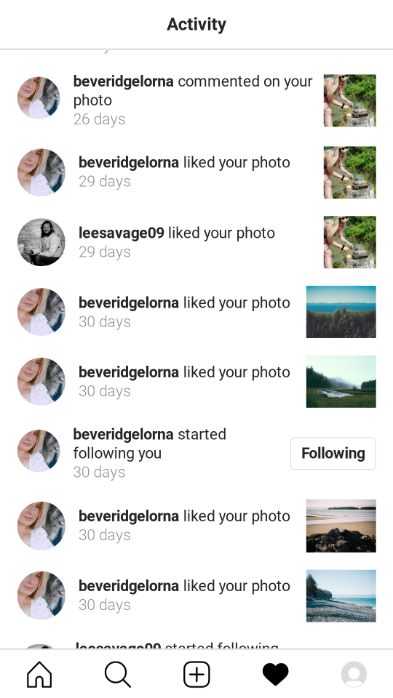 Activity
beveridgelorna commented on your
photo
26 days
beveridgelorna liked your photo
29 days
leesavage09 liked your photo
29 days
beveridgelorna liked your photo
30 days
beveridgelorna liked your photo
30 days
beveridgelorna started
following you
30 days
Following
beveridgelorna liked your photo
30 days
beveridgelorna liked your photo
30 days
leesavage09 started following